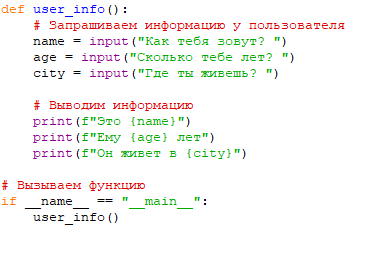 def user_info():
    # Запрашиваем информацию у пользователя
    name = input("Как тебя зовут? ")
    age = input("Сколько тебе лет? ")
    city = input("Где ты живешь? ")

    # Выводим информацию
    print(f"Это {name}")
    print(f"Ему {age} лет")
    print(f"Он живет в {city}")

# Вызываем функцию
if __name__ == "__main__":
    user_info()